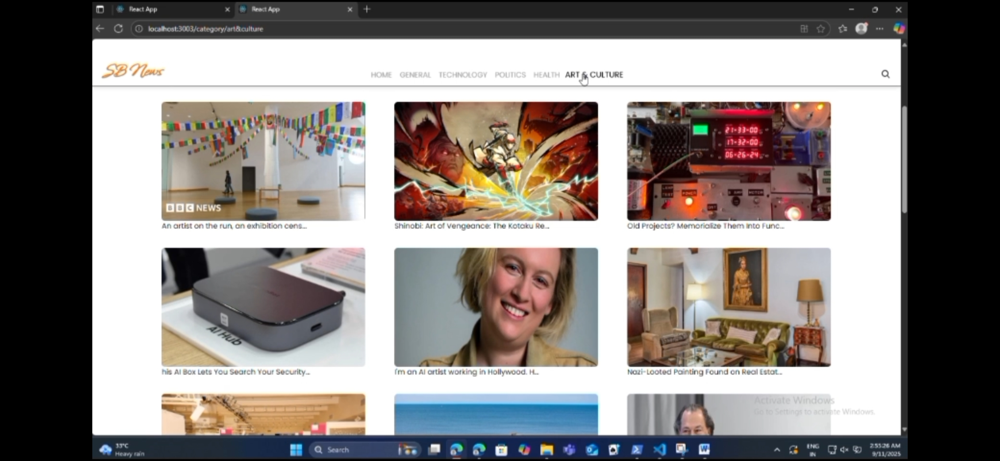 React App
React App
localhost:3003/category/art&culture
SB News
HOME GENERAL TECHNOLOGY POLITICS HEALTH ART & CULTURE
21-33-00
17-32-00
06-26-24
LAMP TEST
POWER
MOTOR
BBC NEWS
An artist on the run, an exhibition cens...
Shinobi: Art of Vengeance: The Kotaku Re...
Old Projects? Memorialize Them Into Func...
AI Hub
his AI Box Lets You Search Your Security...
I'm an AI artist working in Hollywood. H...
Nazi-Looted Painting Found on Real Estat...
Activate Windows
Go to Settings to activate Windows.
33°C
Heavy rain
Search
ENG
IN
2:55:26 AM
9/11/2025